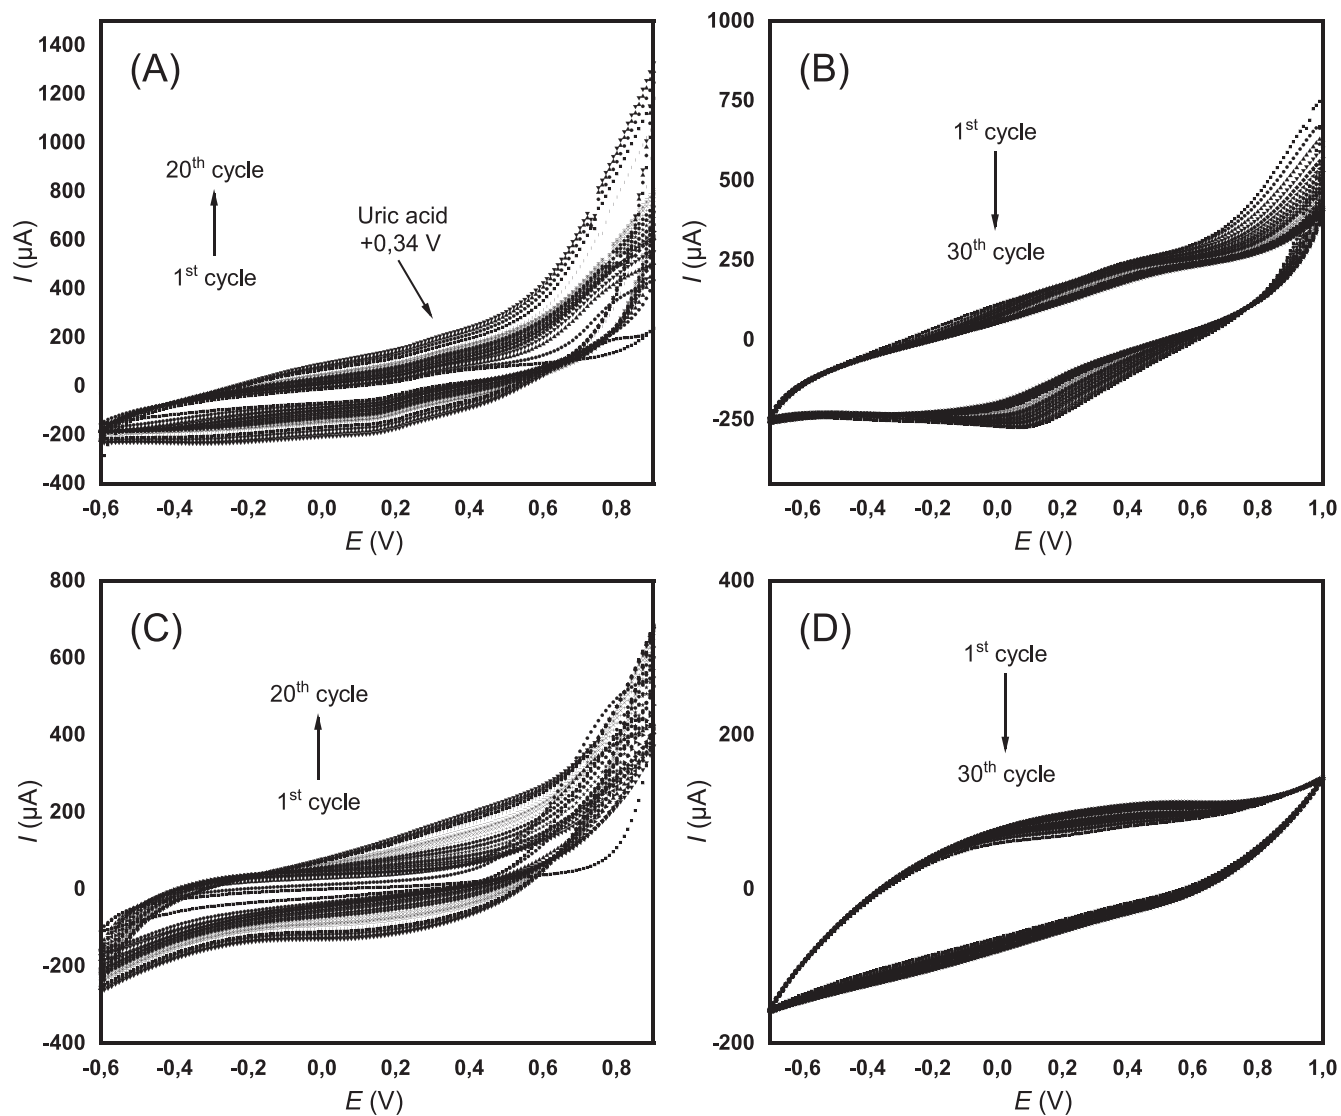 (A)
1400
1200
1000
800
600
400
200
0
-200
-400
I (µA)
20th cycle
1st cycle
Uric acid
+0,34 V
-0,6 -0,4 -0,2 0,0 0,2 0,4 0,6 0,8
E (V)
(B)
1000
750
500
250
0
-250
I (µA)
1st cycle
30th cycle
-0,6 -0,4 -0,2 0,0 0,2 0,4 0,6 0,8 1,0
E (V)
(C)
800
600
400
200
0
-200
-400
I (µA)
20th cycle
1st cycle
-0,6 -0,4 -0,2 0,0 0,2 0,4 0,6 0,8
E (V)
(D)
400
200
0
-200
I (µA)
1st cycle
30th cycle
-0,6 -0,4 -0,2 0,0 0,2 0,4 0,6 0,8 1,0
E (V)